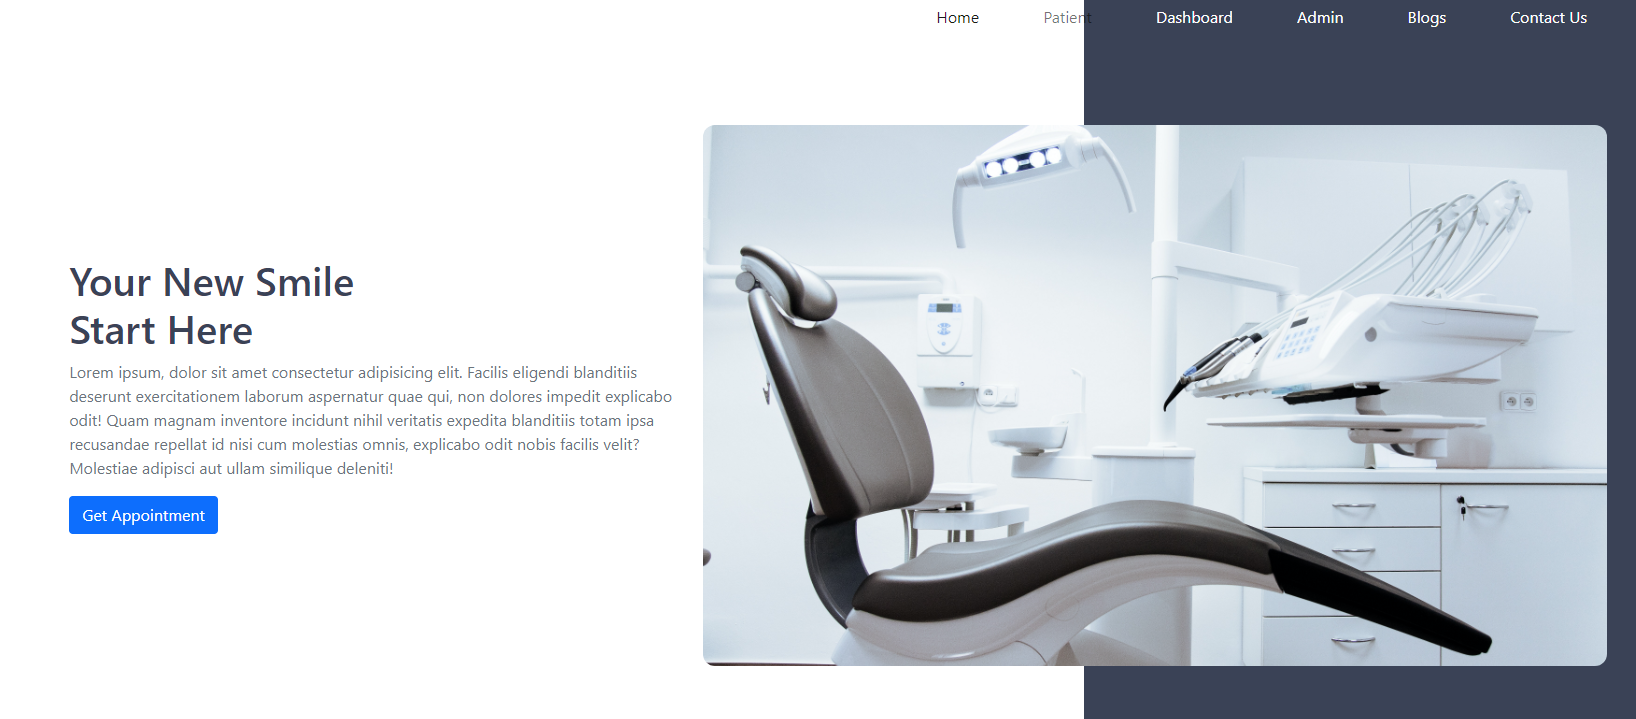 Home Patient Dashboard Admin Blogs Contact Us
Your New Smile
Start Here
Lorem ipsum, dolor sit amet consectetur adipisicing elit. Facilis eligendi blanditiis
deserunt exercitationem laborum aspernatur quae qui, non dolores impedit explicabo
odit! Quam magnam inventore incidunt nihil veritatis expedita blanditiis totam ipsa
recusandae repellat id nisi cum molestias omnis, explicabo odit nobis facilis velit?
Molestiae adipisci aut ullam similique deleniti!
Get Appointment